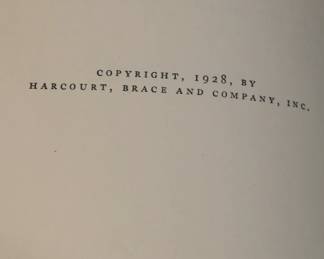 COPYRIGHT, 1928, BY
HARCOURT, BRACE AND COMPANY, INC.